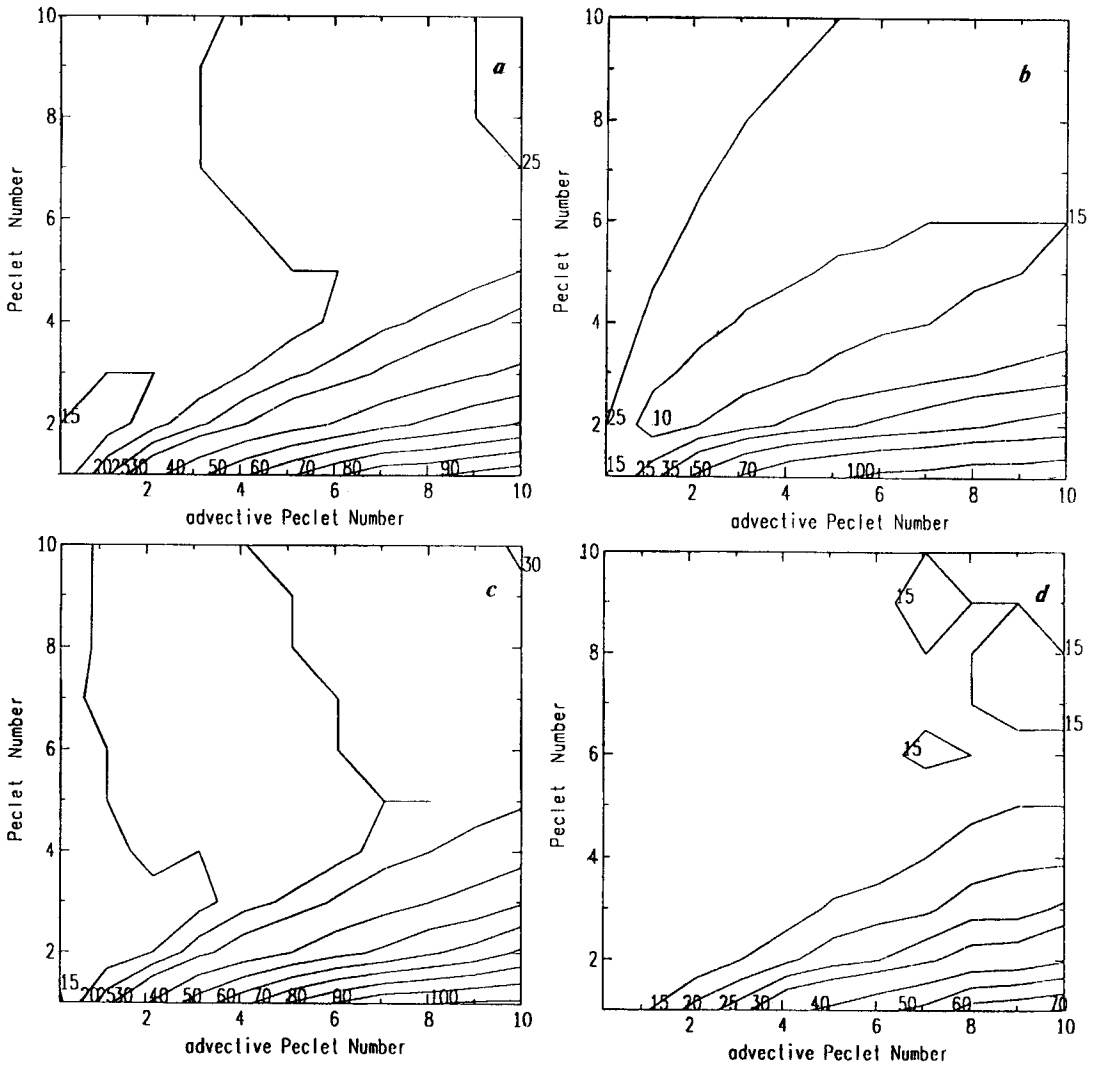 10
8
6
4
2
Peclet Number
a
25
15
20 25 30 40 50 60 70 80 90
2 4 6 8 10
advective Peclet Number
10
8
6
4
2
Peclet Number
b
15
25
10
15 25 35 50 70 100
2 4 6 8 10
advective Peclet Number
10
8
6
4
2
Peclet Number
c
30
15
20 25 30 40 50 60 70 80 90 100
2 4 6 8 10
advective Peclet Number
10
8
6
4
2
Peclet Number
d
15
15
15
15
15 20 25 30 40 50 60 70
2 4 6 8 10
advective Peclet Number